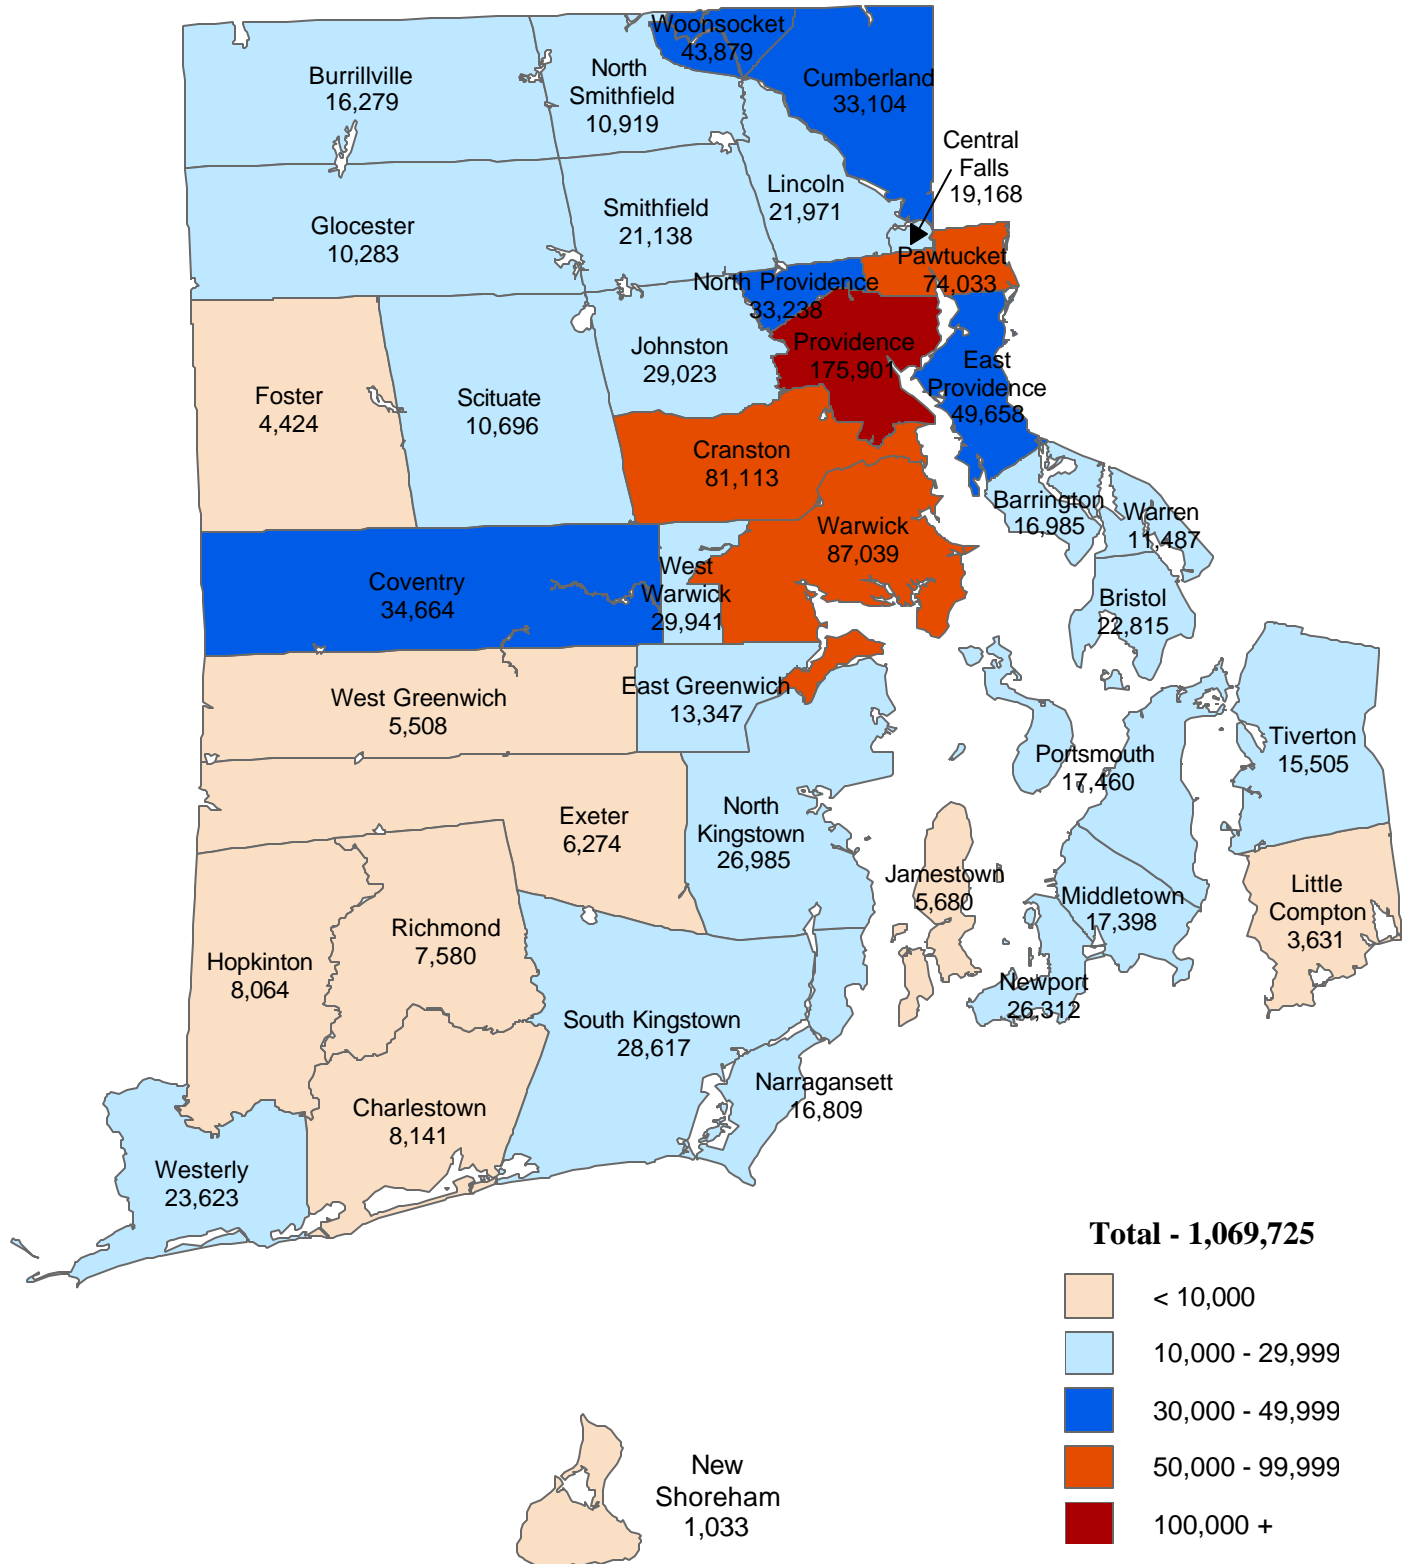 Woonsocket
43,879
Burrillville
16,279
North
Smithfield
10,919
Cumberland
33,104
Central
Falls
19,168
Lincoln
21,971
Glocester
10,283
Smithfield
21,138
Pawtucket
74,033
North Providence
33,238
Johnston
29,023
Providence
175,901
East
Providence
49,658
Foster
4,424
Scituate
10,696
Cranston
81,113
Barrington
16,985
Warren
11,487
Warwick
87,039
West
Warwick
29,941
Coventry
34,664
Bristol
22,815
West Greenwich
5,508
East Greenwich
13,347
Portsmouth
17,460
Tiverton
15,505
Exeter
6,274
North
Kingstown
26,985
Jamestown
5,680
Middletown
17,398
Little
Compton
3,631
Richmond
7,580
Hopkinton
8,064
Newport
26,312
South Kingstown
28,617
Narragansett
16,809
Charlestown
8,141
Westerly
23,623
New
Shoreham
1,033
Total - 1,069,725
< 10,000
10,000 - 29,999
30,000 - 49,999
50,000 - 99,999
100,000 +